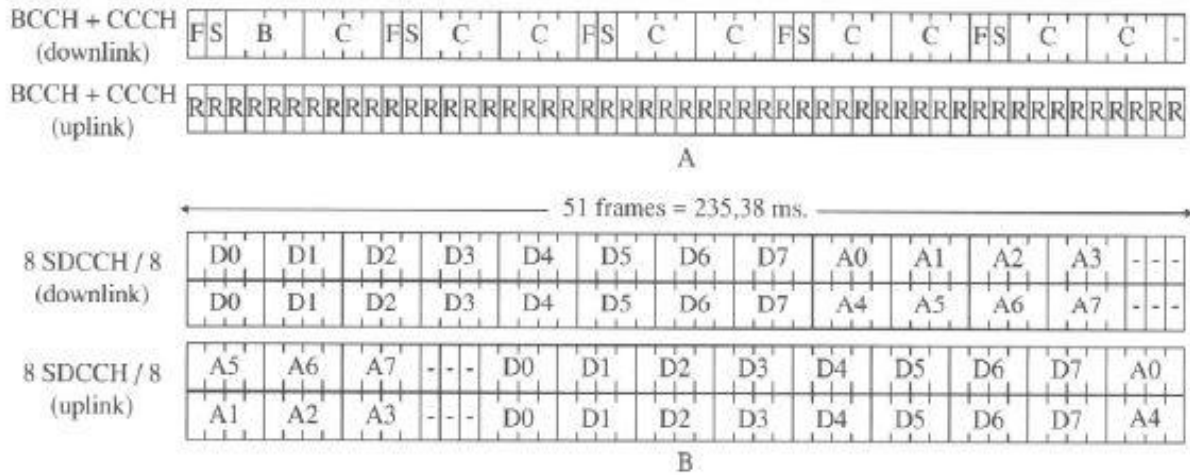 BCCH + CCCH
(downlink)
F S B C F S C C F S C C F S C C F S C C -
BCCH + CCCH
(uplink)
R R R R R R R R R R R R R R R R R R R R R R R R R R R R R R R R R R R R R R R R R R R R R R R R R R R
A
51 frames = 235,38 ms.
8 SDCCH / 8
(downlink)
D0 D1 D2 D3 D4 D5 D6 D7 A0 A1 A2 A3 - - -
D0 D1 D2 D3 D4 D5 D6 D7 A4 A5 A6 A7 - - -
8 SDCCH / 8
(uplink)
A5 A6 A7 - - - D0 D1 D2 D3 D4 D5 D6 D7 A0
A1 A2 A3 - - - D0 D1 D2 D3 D4 D5 D6 D7 A4
B